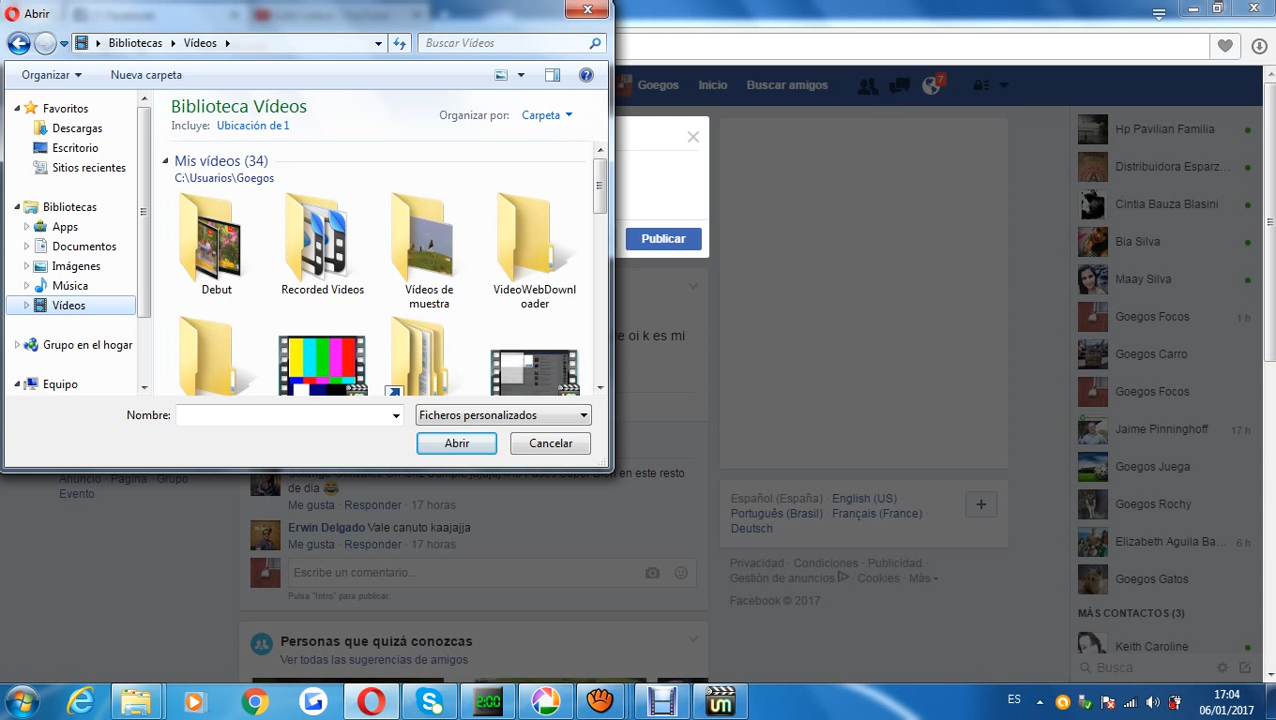 Abrir
Bibliotecas
Vídeos
Buscar Vídeos
Organizar
Nueva carpeta
Favoritos
Descargas
Escritorio
Sitios recientes
Bibliotecas
Apps
Documentos
Imágenes
Música
Vídeos
Grupo en el hogar
Equipo
Biblioteca Vídeos
Incluye: Ubicación de 1
Organizar por: Carpeta
Mis vídeos (34)
C:\Usuarios\Goegos
Debut
Recorded Videos
Vídeos de
muestra
VideoWebDownl
oader
Nombre:
Ficheros personalizados
Abrir
Cancelar
Goegos
Inicio
Buscar amigos
7
Publicar
le oi k es mi
en este resto
de dia
Me gusta · Responder · 17 horas
Erwin Delgado Vale canuto kaajajja
Me gusta · Responder · 17 horas
Escribe un comentario...
Pulsa "Intro" para publicar.
Anuncio · Página · Grupo
Evento
Personas que quizá conozcas
Ver todas las sugerencias de amigos
Español (España) · English (US) ·
Português (Brasil) · Français (France) ·
Deutsch
Privacidad · Condiciones · Publicidad ·
Gestión de anuncios · Cookies · Más
Facebook © 2017
Hp Pavilian Familia
Distribuidora Esparz...
Cintia Bauza Biasini
Bia Silva
Maay Silva
Goegos Focos 1 h
Goegos Carro
Goegos Focos
Jaime Pinninghoff 17 h
Goegos Juega
Goegos Rochy
Elizabeth Aguila Ba... 6 h
Goegos Gatos
MÁS CONTACTOS (3)
Keith Caroline
Busca
2:00
UM
ES
17:04
06/01/2017